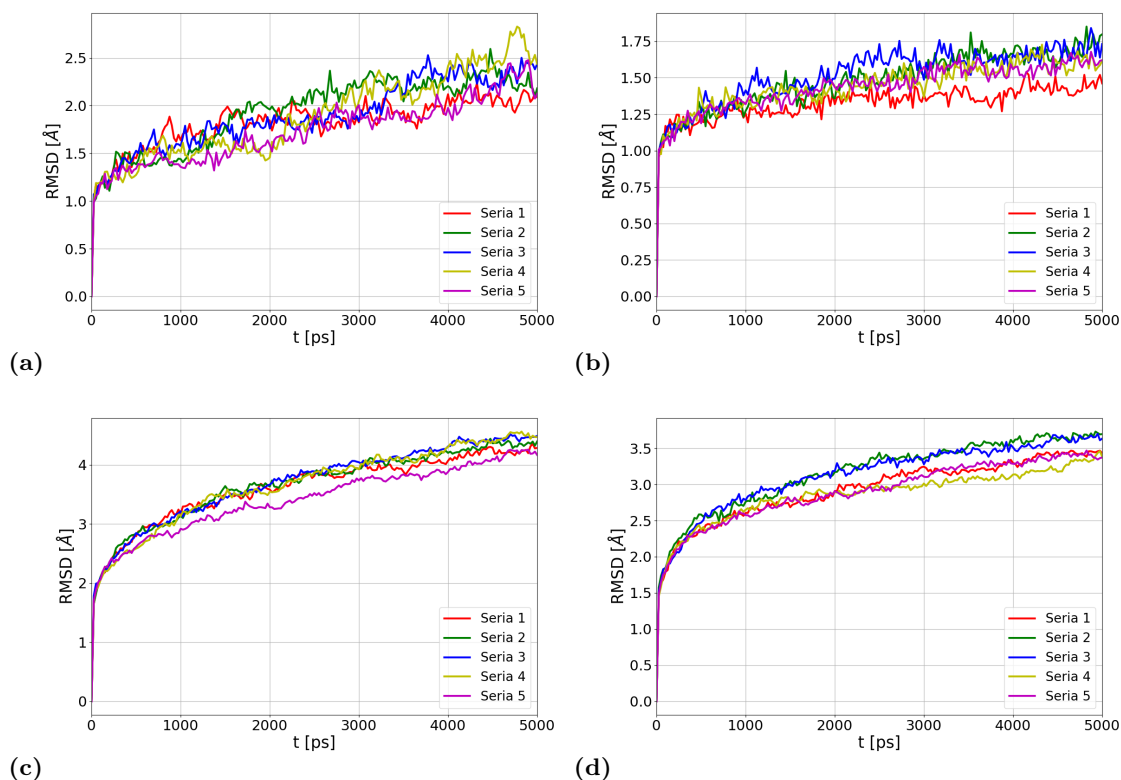 2.5
2.0
1.5
1.0
0.5
0.0
RMSD [Å]
0 1000 2000 3000 4000 5000
t [ps]
Seria 1
Seria 2
Seria 3
Seria 4
Seria 5
(a)
1.75
1.50
1.25
1.00
0.75
0.50
0.25
0.00
RMSD [Å]
0 1000 2000 3000 4000 5000
t [ps]
Seria 1
Seria 2
Seria 3
Seria 4
Seria 5
(b)
4
3
2
1
0
RMSD [Å]
0 1000 2000 3000 4000 5000
t [ps]
Seria 1
Seria 2
Seria 3
Seria 4
Seria 5
(c)
3.5
3.0
2.5
2.0
1.5
1.0
0.5
0.0
RMSD [Å]
0 1000 2000 3000 4000 5000
t [ps]
Seria 1
Seria 2
Seria 3
Seria 4
Seria 5
(d)